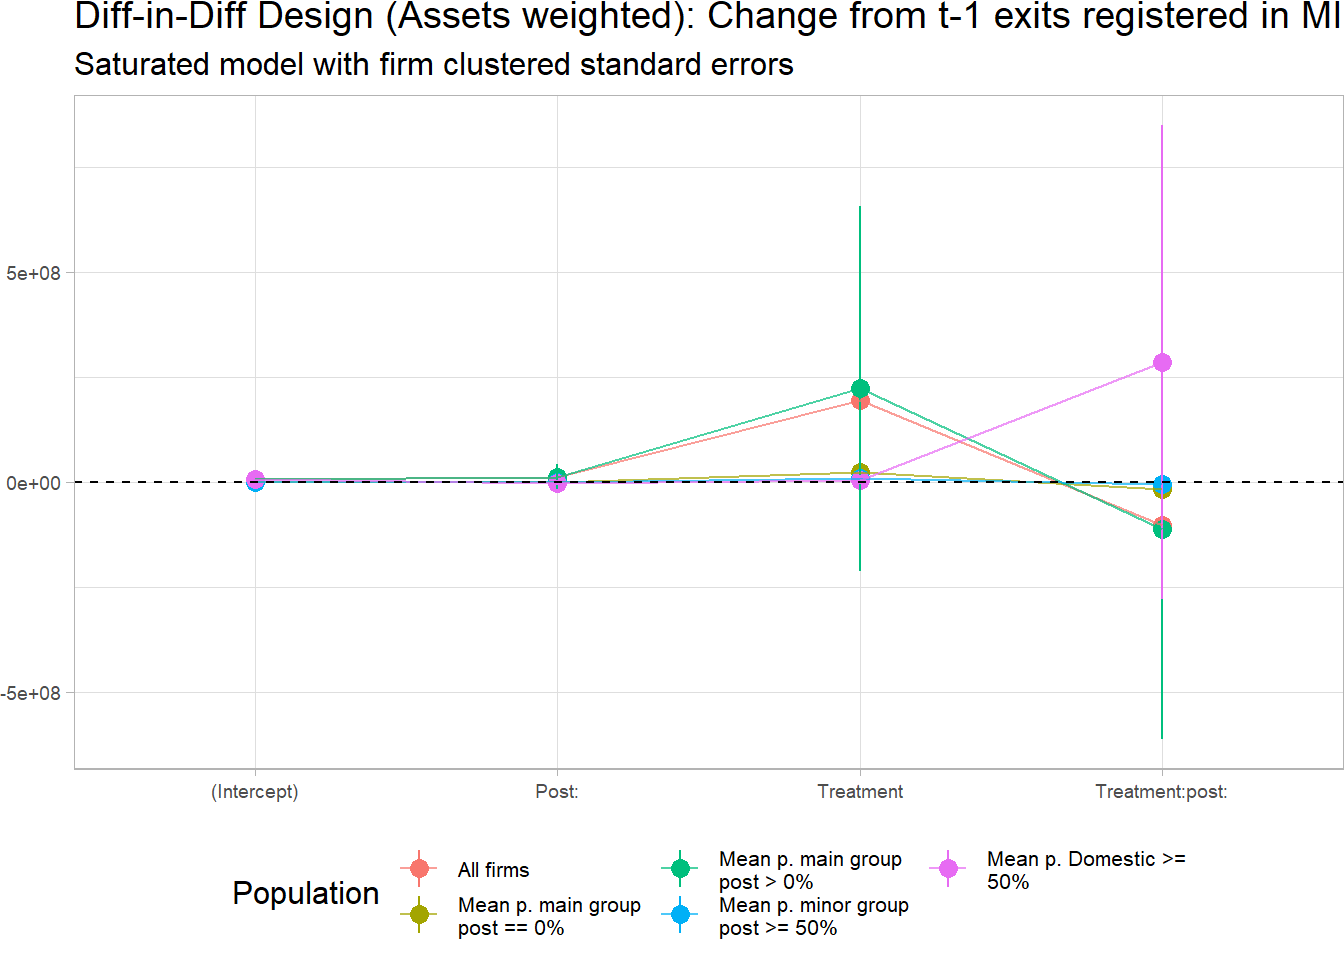 Diff-in-Diff Design (Assets weighted): Change from t-1 exits registered in MI
Saturated model with firm clustered standard errors
5e+08
0e+00
-5e+08
(Intercept)
Post:
Treatment
Treatment:post:
Population
All firms
Mean p. main group
post == 0%
Mean p. main group
post > 0%
Mean p. minor group
post >= 50%
Mean p. Domestic >=
50%